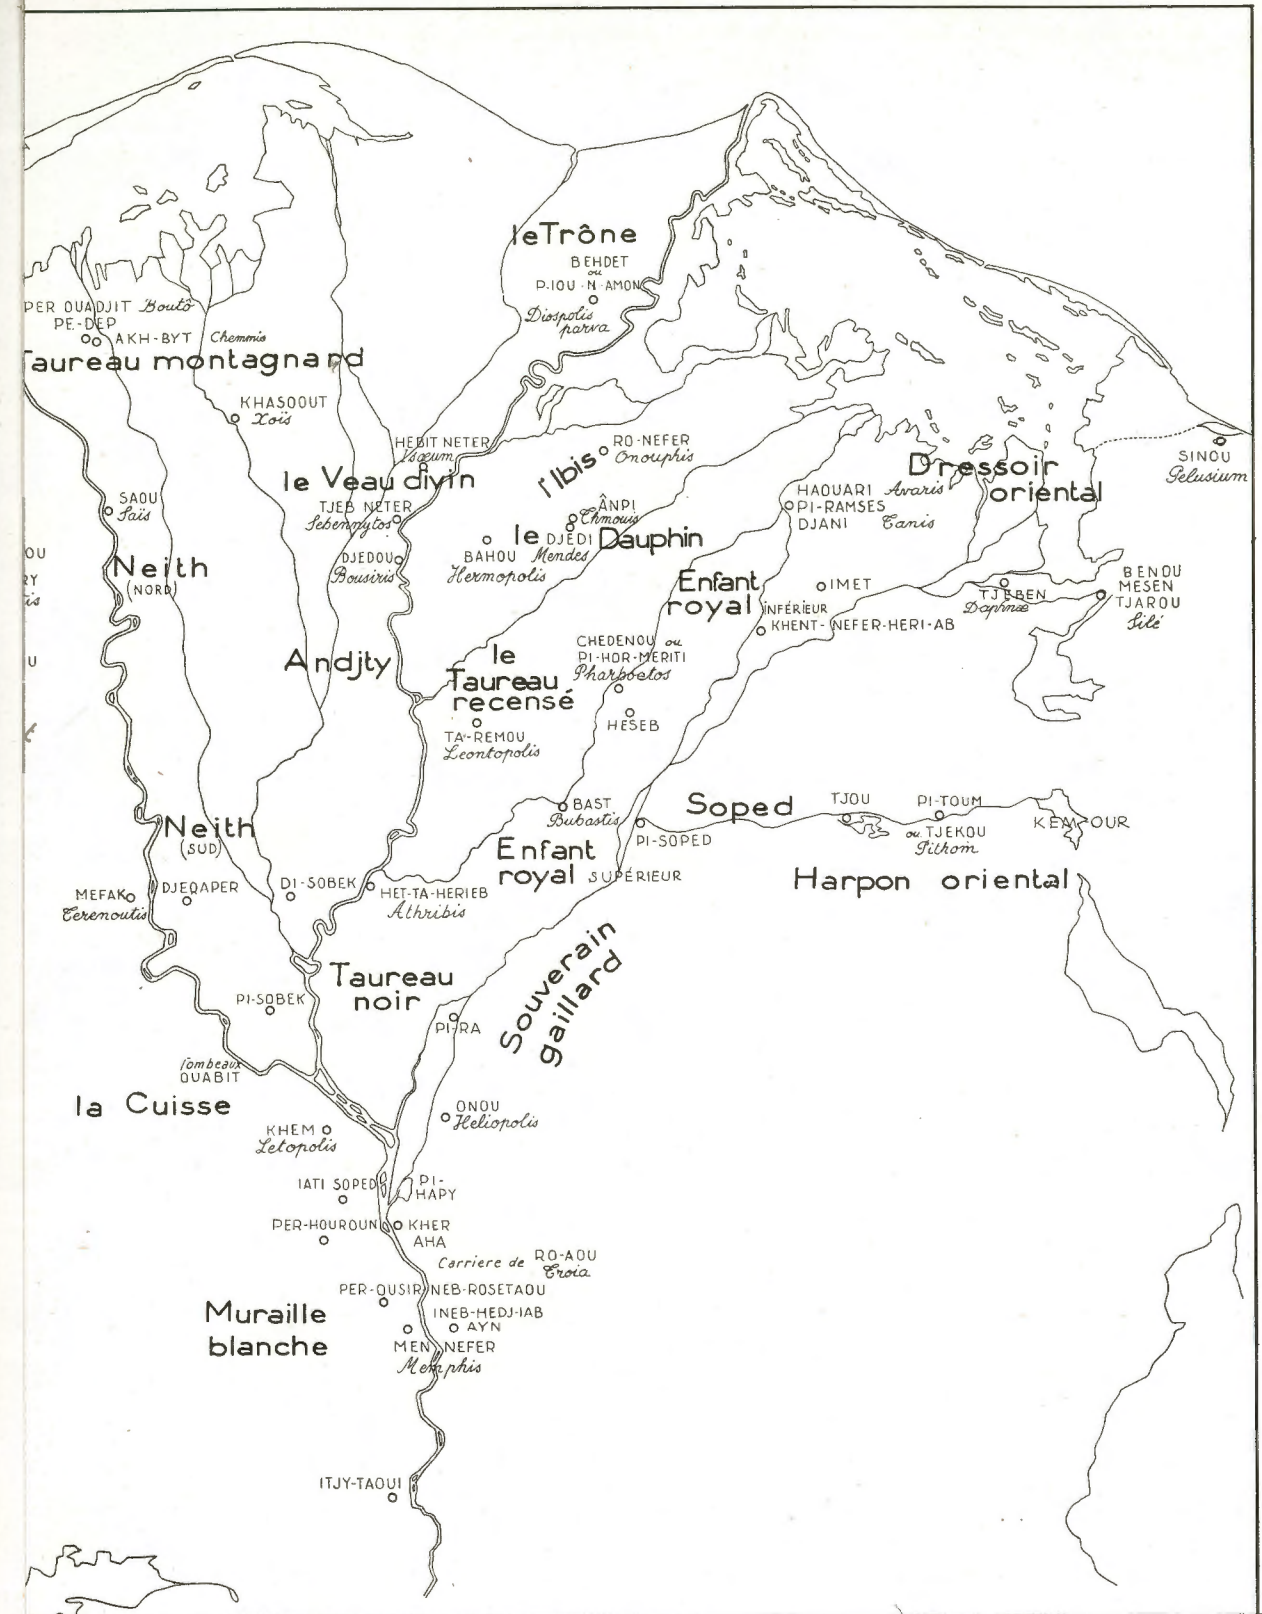 le Trône
BEHDET
ou
P-IOU-N-AMON
Diospolis
parva
PER OUADJIT Boutô
PE-DEP
AKH-BYT Chemmis
Taureau montagnard
KHASOOUT
Xoïs
HEBIT NETER
Yseum
RO-NEFER
Onouphis
l'Ibis
le Veau divin
Dressoir
oriental
SINOU
Pelusium
SAOU
Saïs
TJEB NETER
Sebennytos
ÂNPI
Thmouis
DJEDI
Mendes
le Dauphin
HAOUARI Avaris
PI-RAMSES
DJANI Tanis
BAHOU
Hermopolis
DJEDOU
Bousiris
OU
RY
is
Neith
(NORD)
Enfant
royal INFÉRIEUR
IMET
TJEBEN
Daphnae
BENOU
MESEN
TJAROU
Silé
KHENT-NEFER-HERI-AB
U
Andjty
le
Taureau
recensé
CHEDENOU ou
PI-HOR-MERITI
Pharboetos
HESEB
TA-REMOU
Leontopolis
t
BAST
Bubastis
Soped
TJOU
PI-TOUM
ou TJEKOU
Pithom
KEM-OUR
PI-SOPED
Neith
(SUD)
Enfant
royal SUPÉRIEUR
Harpon oriental
MEFAK
Terenoutis
DJEQAPER
DI-SOBEK
HET-TA-HERIEB
Athribis
Taureau
noir
Souverain
gaillard
PI-SOBEK
PI-RA
Tombeaux
OUABIT
la Cuisse
ONOU
Heliopolis
KHEM
Letopolis
IATI SOPED
PI-
HAPY
PER-HOUROUN
KHER
AHA
Carriere de RO-AOU
Troia
PER-OUSIR NEB-ROSETAOU
Muraille
blanche
INEB-HEDJ-IAB
AYN
MEN NEFER
Memphis
ITJY-TAOUI